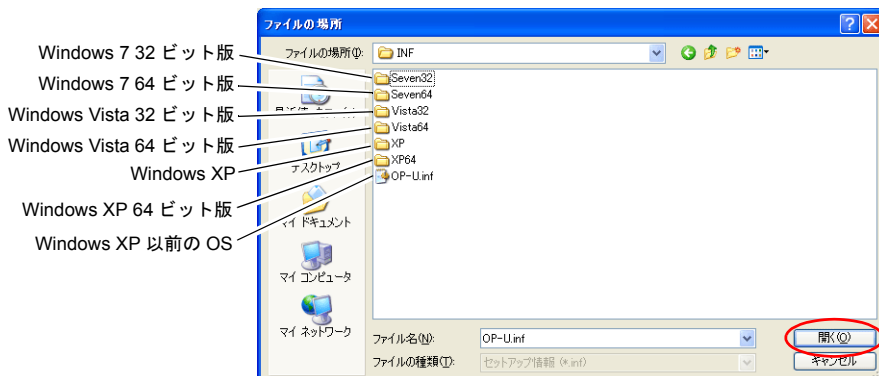 ファイルの場所
ファイルの場所(I):
INF
Windows 7 32 ビット版
Windows 7 64 ビット版
Windows Vista 32 ビット版
Windows Vista 64 ビット版
Windows XP
Windows XP 64 ビット版
Windows XP 以前の OS
Seven32
Seven64
Vista32
Vista64
XP
XP64
OP-U.inf
デスクトップ
マイ ドキュメント
マイ コンピュータ
マイ ネットワーク
ファイル名(N):
OP-U.inf
開く(O)
ファイルの種類(T):
セットアップ情報 (*.inf)
キャンセル